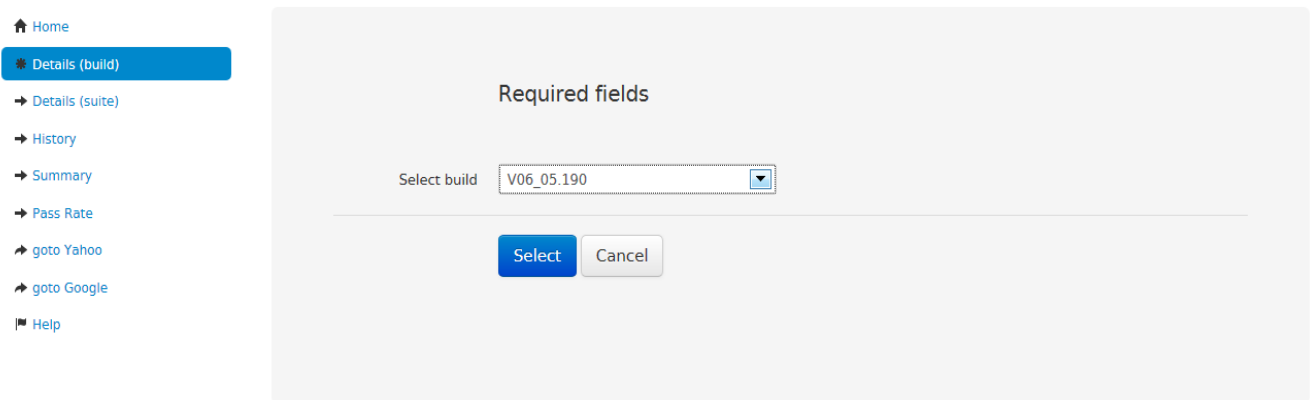 Home
Details (build)
Details (suite)
History
Summary
Pass Rate
goto Yahoo
goto Google
Help
Required fields
Select build V06_05.190
Select Cancel